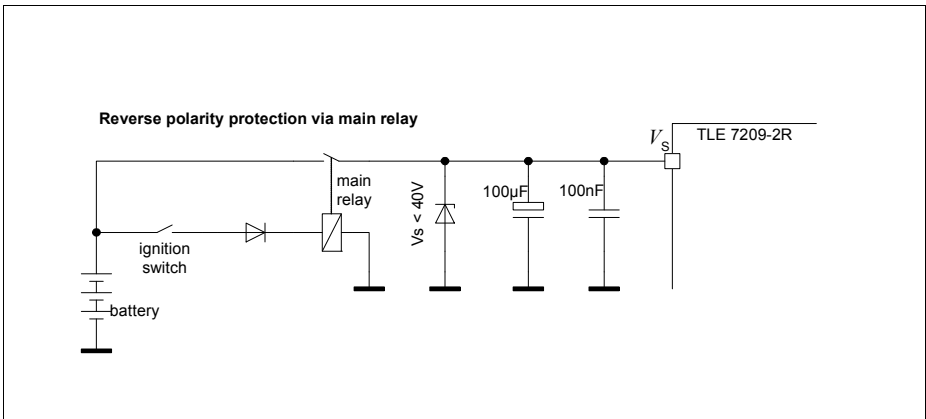 Reverse polarity protection via main relay
VS
TLE 7209-2R
main
relay
Vs < 40V
100µF
100nF
ignition
switch
battery